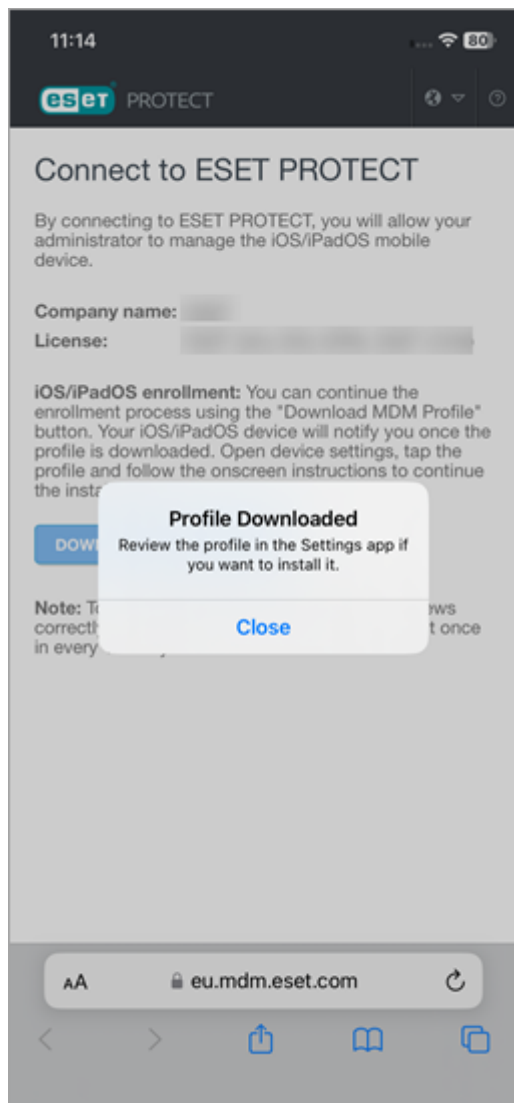 11:14
80
eset PROTECT
Connect to ESET PROTECT
By connecting to ESET PROTECT, you will allow your
administrator to manage the iOS/iPadOS mobile
device.
Company name:
License:
iOS/iPadOS enrollment: You can continue the
enrollment process using the "Download MDM Profile"
button. Your iOS/iPadOS device will notify you once the
profile is downloaded. Open device settings, tap the
profile and follow the onscreen instructions to continue
the insta
Profile Downloaded
DOW
Review the profile in the Settings app if
you want to install it.
Note:
correctly
t once
in every
Close
AA
eu.mdm.eset.com